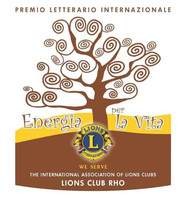 PREMIO LETTERARIO INTERNAZIONALE
Energia per la Vita
LIONS
L
INTERNATIONAL
WE SERVE
THE INTERNATIONAL ASSOCIATION OF LIONS CLUBS
LIONS CLUB RHO